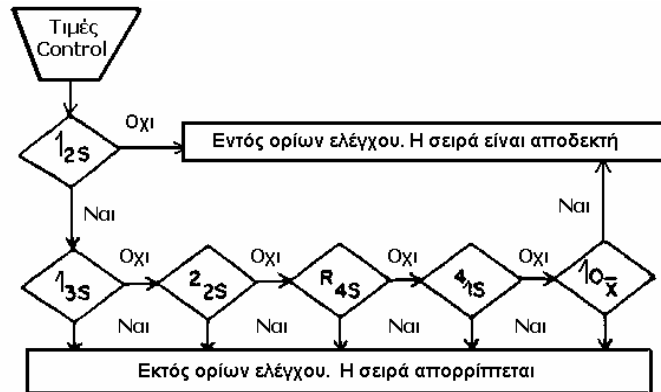 Τιμές
Control
Οχι
1 2S
Εντός ορίων ελέγχου. Η σειρά είναι αποδεκτή
Ναι
Ναι
Οχι
Οχι
Οχι
Οχι
1 3S
2 2S
R 4S
4 1S
10 x̅
Ναι
Ναι
Ναι
Ναι
Εκτός ορίων ελέγχου. Η σειρά απορρίπτεται